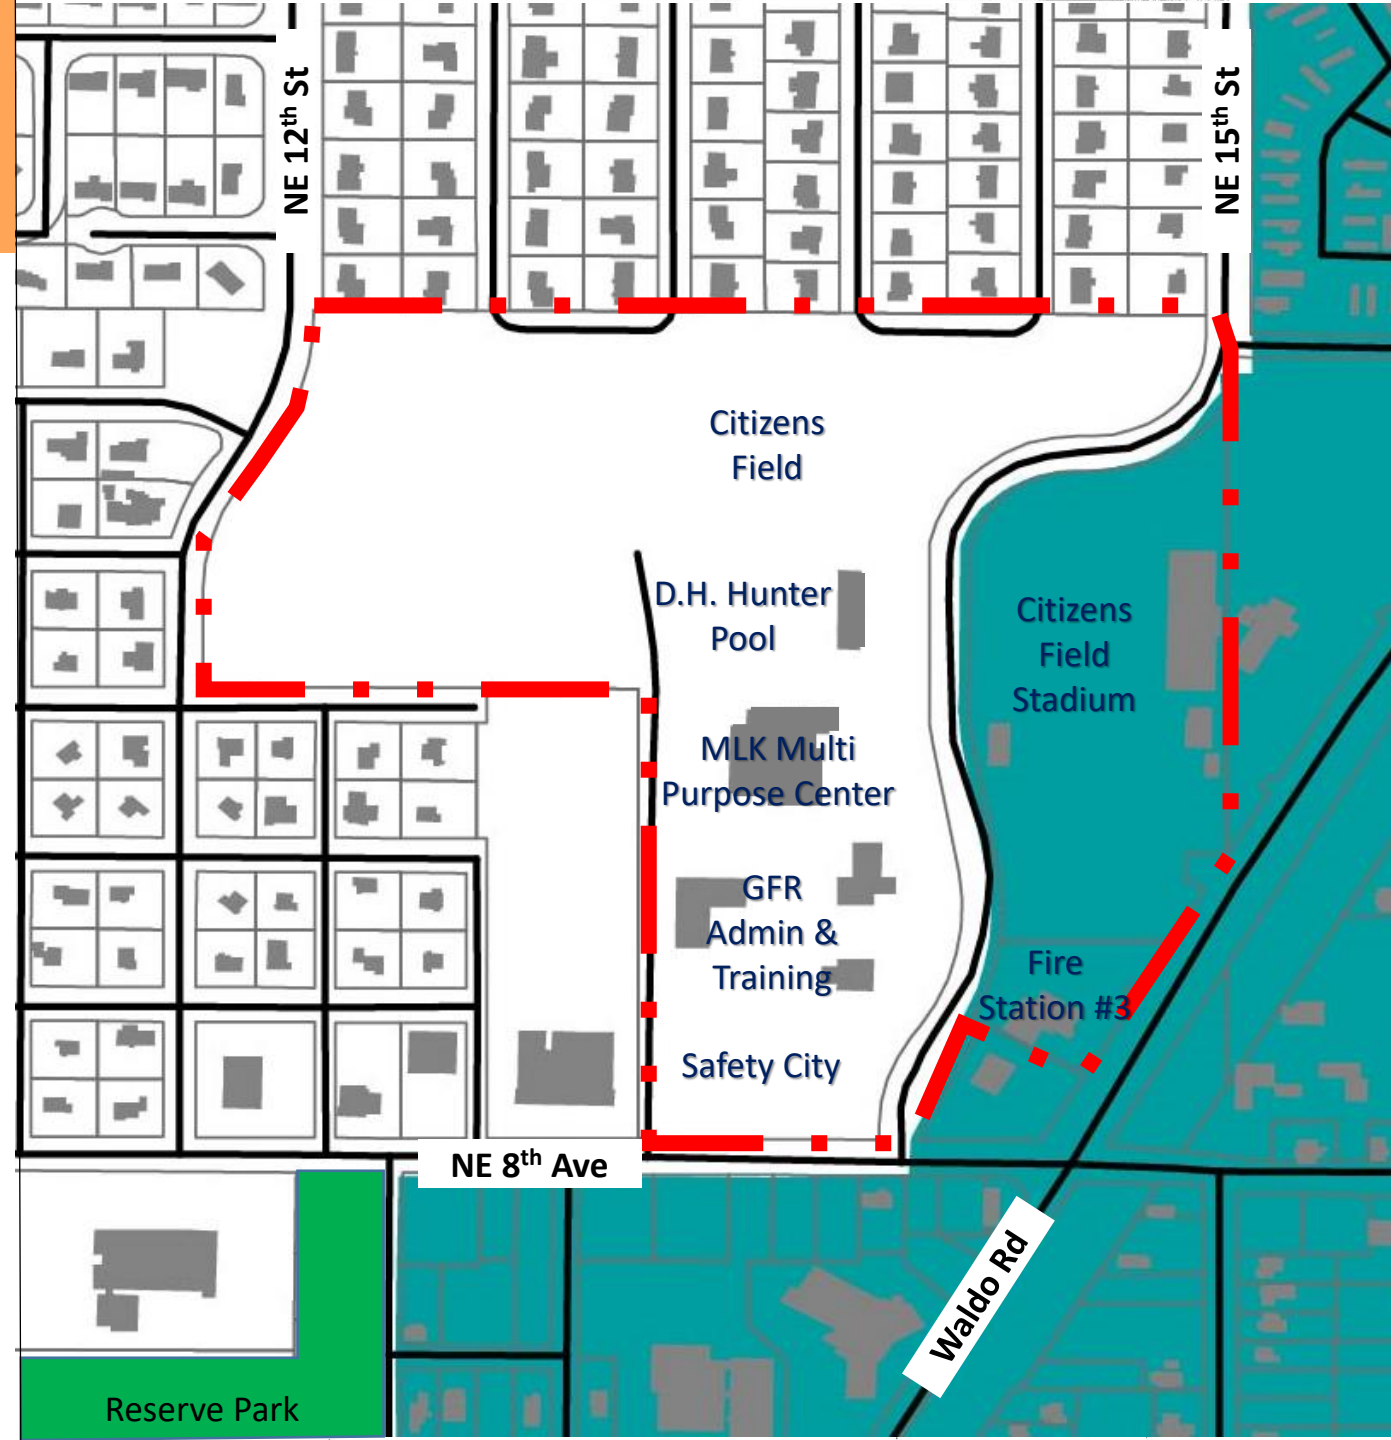 NE 12th St
NE 15th St
Citizens
Field
D.H. Hunter
Pool
Citizens
Field
Stadium
MLK Multi
Purpose Center
GFR
Admin &
Training
Fire
Station #3
Safety City
NE 8th Ave
Waldo Rd
Reserve Park